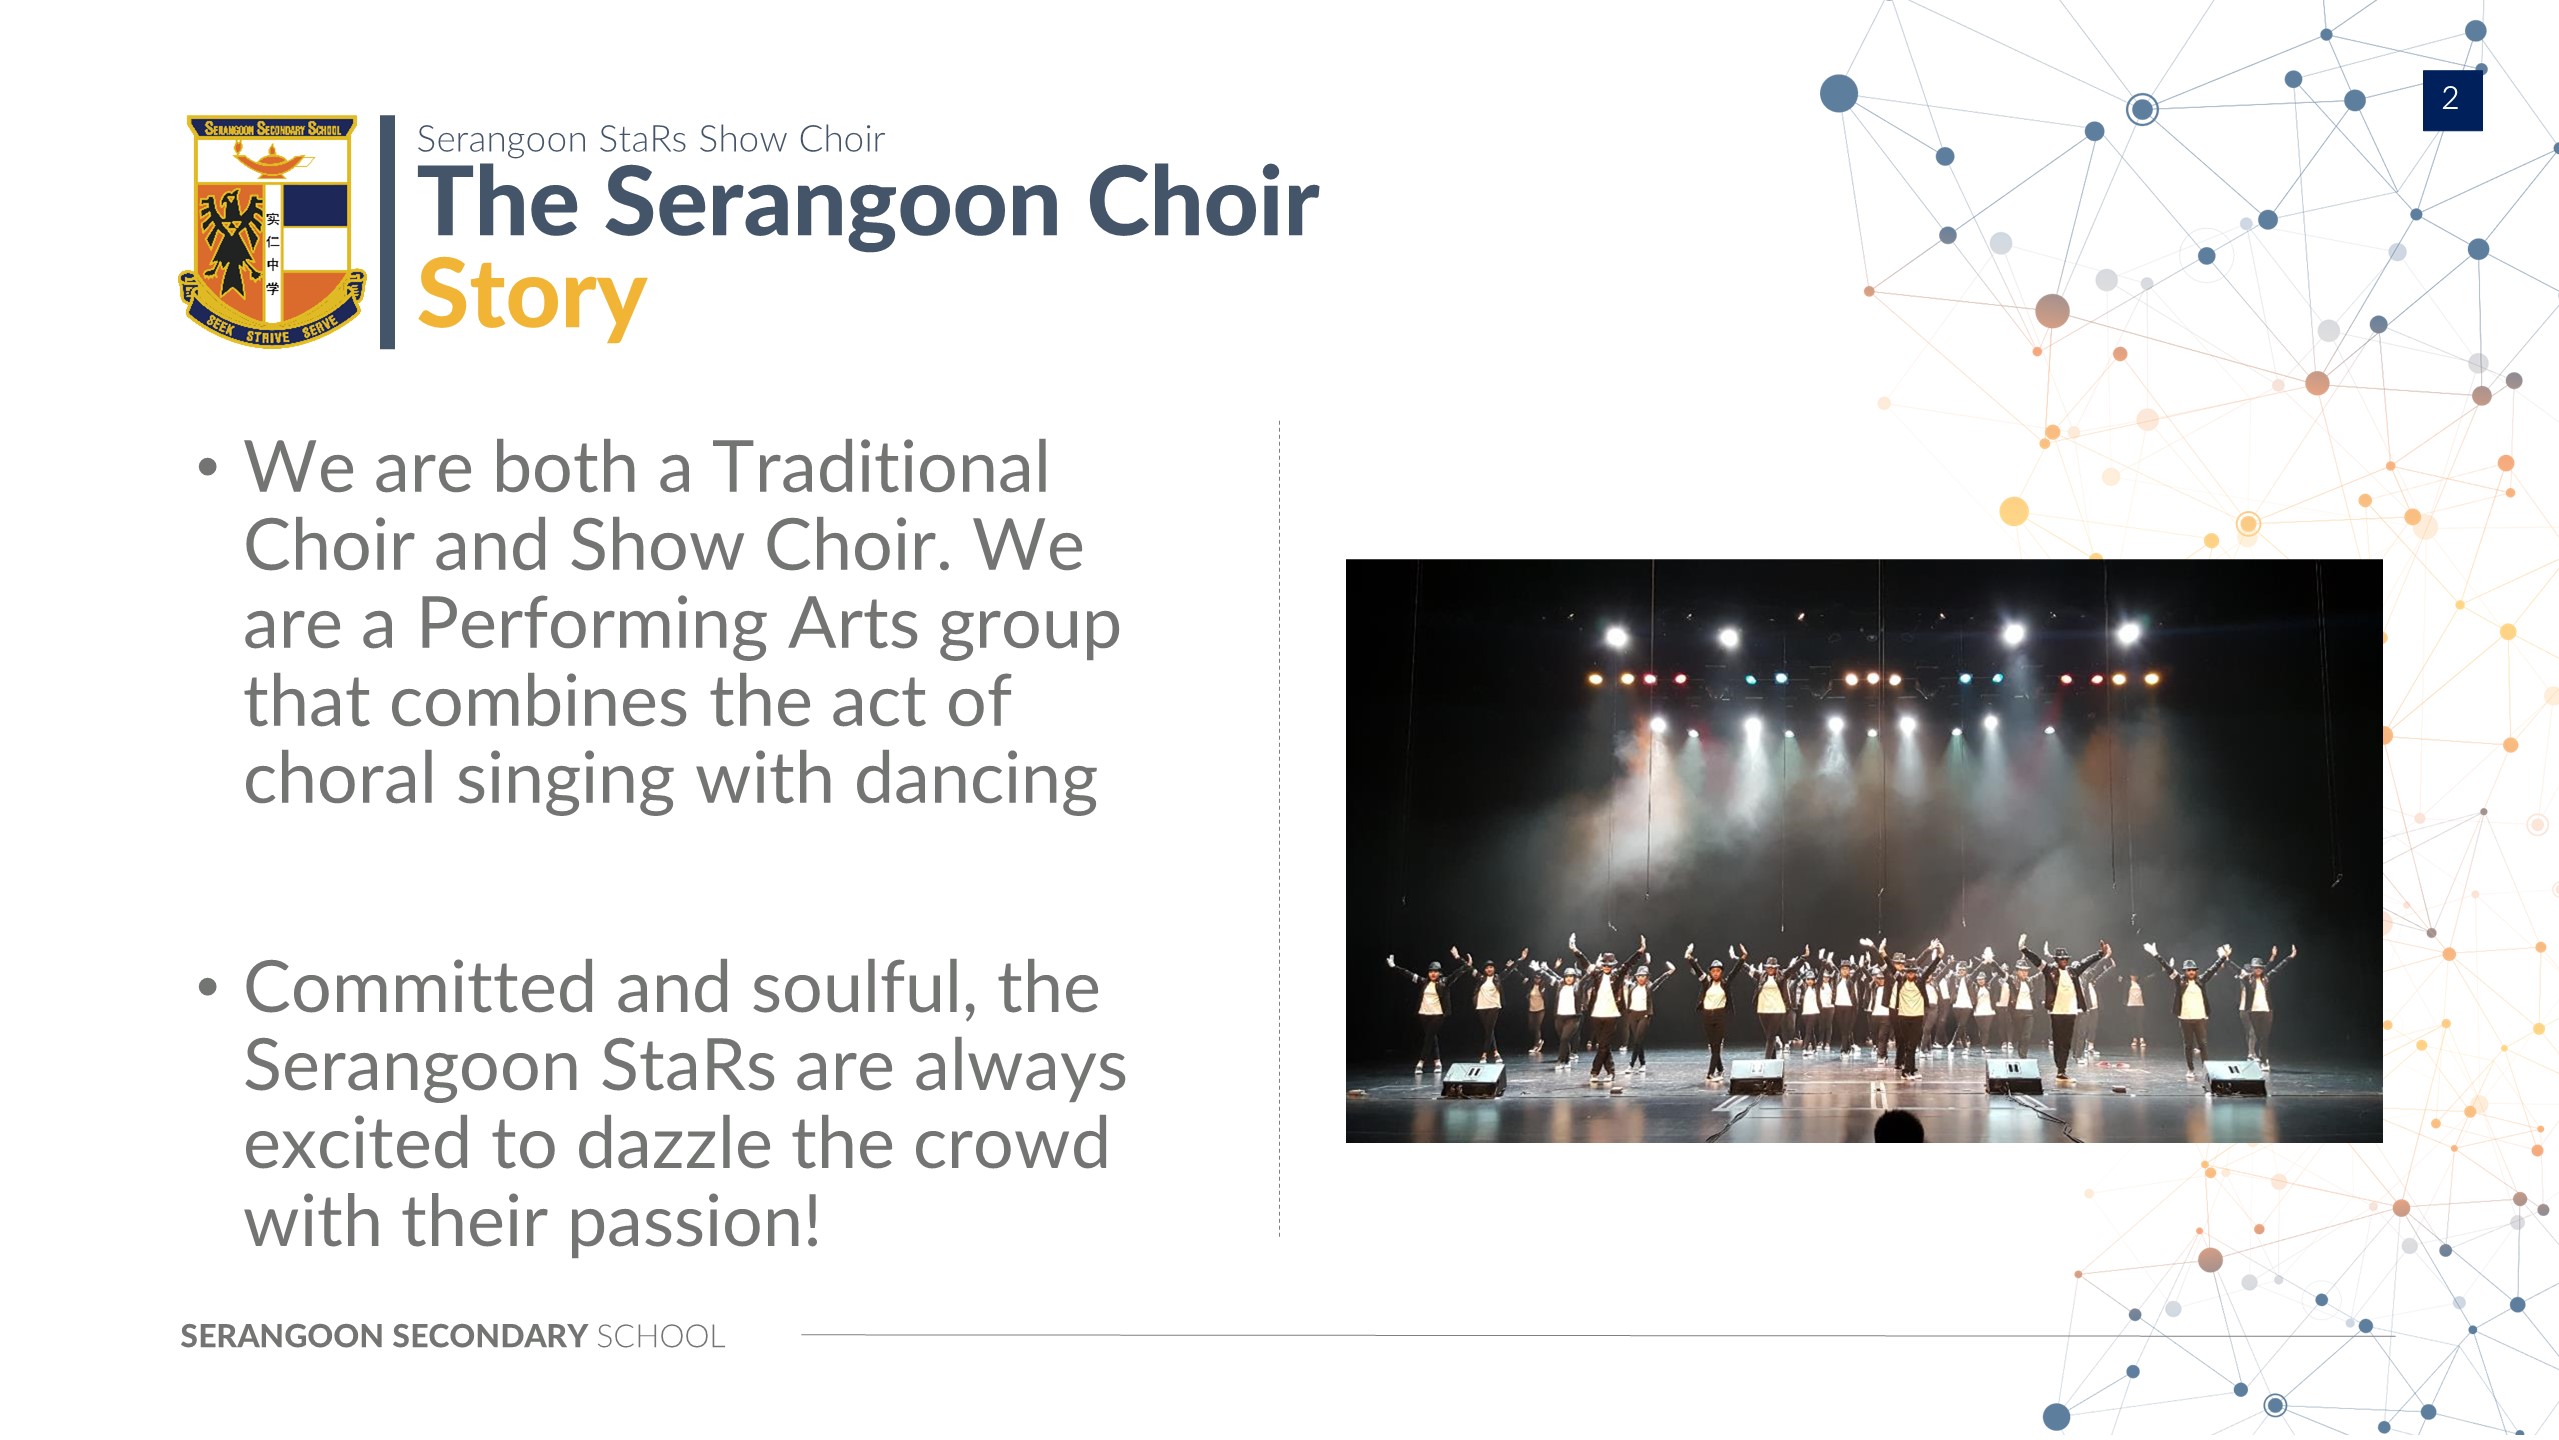 2
SERANGOON SECONDARY SCHOOL
实
仁
中
学
SEEK STRIVE SERVE
Serangoon StaRs Show Choir
The Serangoon Choir
Story
• We are both a Traditional
Choir and Show Choir. We
are a Performing Arts group
that combines the act of
choral singing with dancing
• Committed and soulful, the
Serangoon StaRs are always
excited to dazzle the crowd
with their passion!
SERANGOON SECONDARY SCHOOL